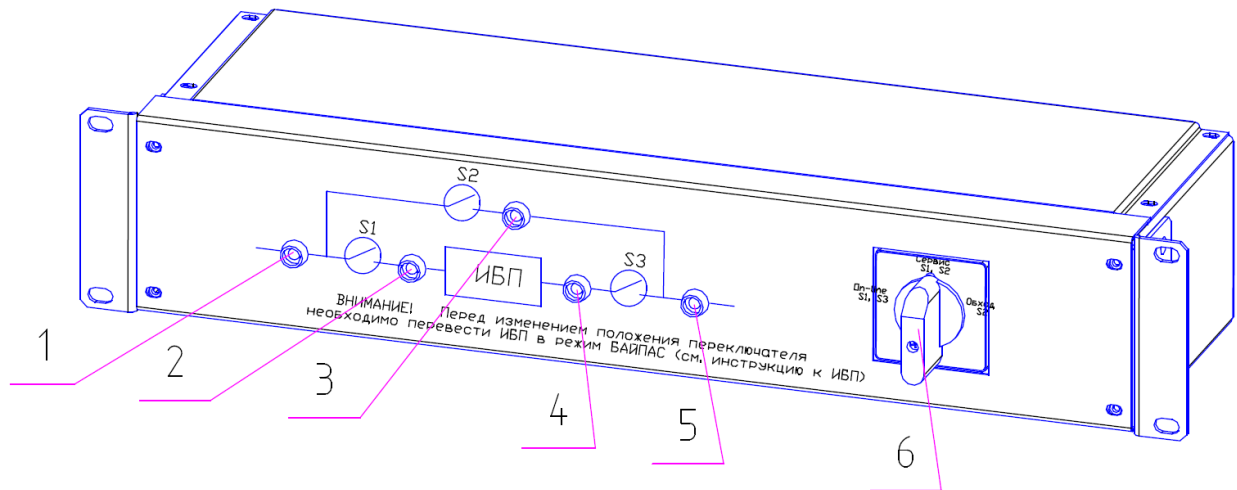 S2
S1
S3
ИБП
ВНИМАНИЕ! Перед изменением положения переключателя
необходимо перевести ИБП в режим БАЙПАС (см. инструкцию к ИБП)
Сервис
S1, S2
On-line
S1, S3
Обход
S2
1
2
3
4
5
6